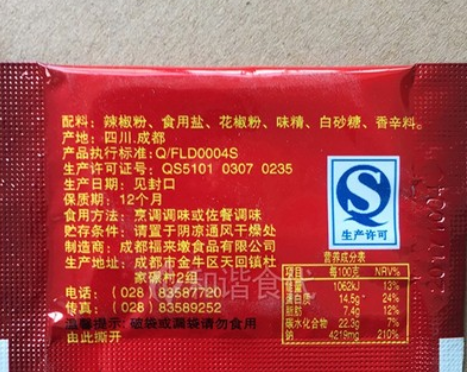 配料：辣椒粉、食用盐、花椒粉、味精、白砂糖、香辛料。
产地：四川.成都
产品执行标准：Q/FLD0004S
生产许可证号：QS5101 0307 0235
生产日期：见封口
保质期：12个月
食用方法：烹调调味或佐餐调味
贮存条件：请置于阴凉通风干燥处
制造商：成都福来墩食品有限公司
地址：成都市金牛区天回镇杜
家碾村2组
电话：（028）83587720
传真：（028）83589252
温馨提示：破袋或漏袋请勿食用
由此撕开
生产许可
营养成分表
项目 每100克 NRV%
能量 1062kJ 13%
蛋白质 14.5g 24%
脂肪 7.4g 12%
碳水化合物 22.3g 7%
钠 4219mg 210%
和谐食